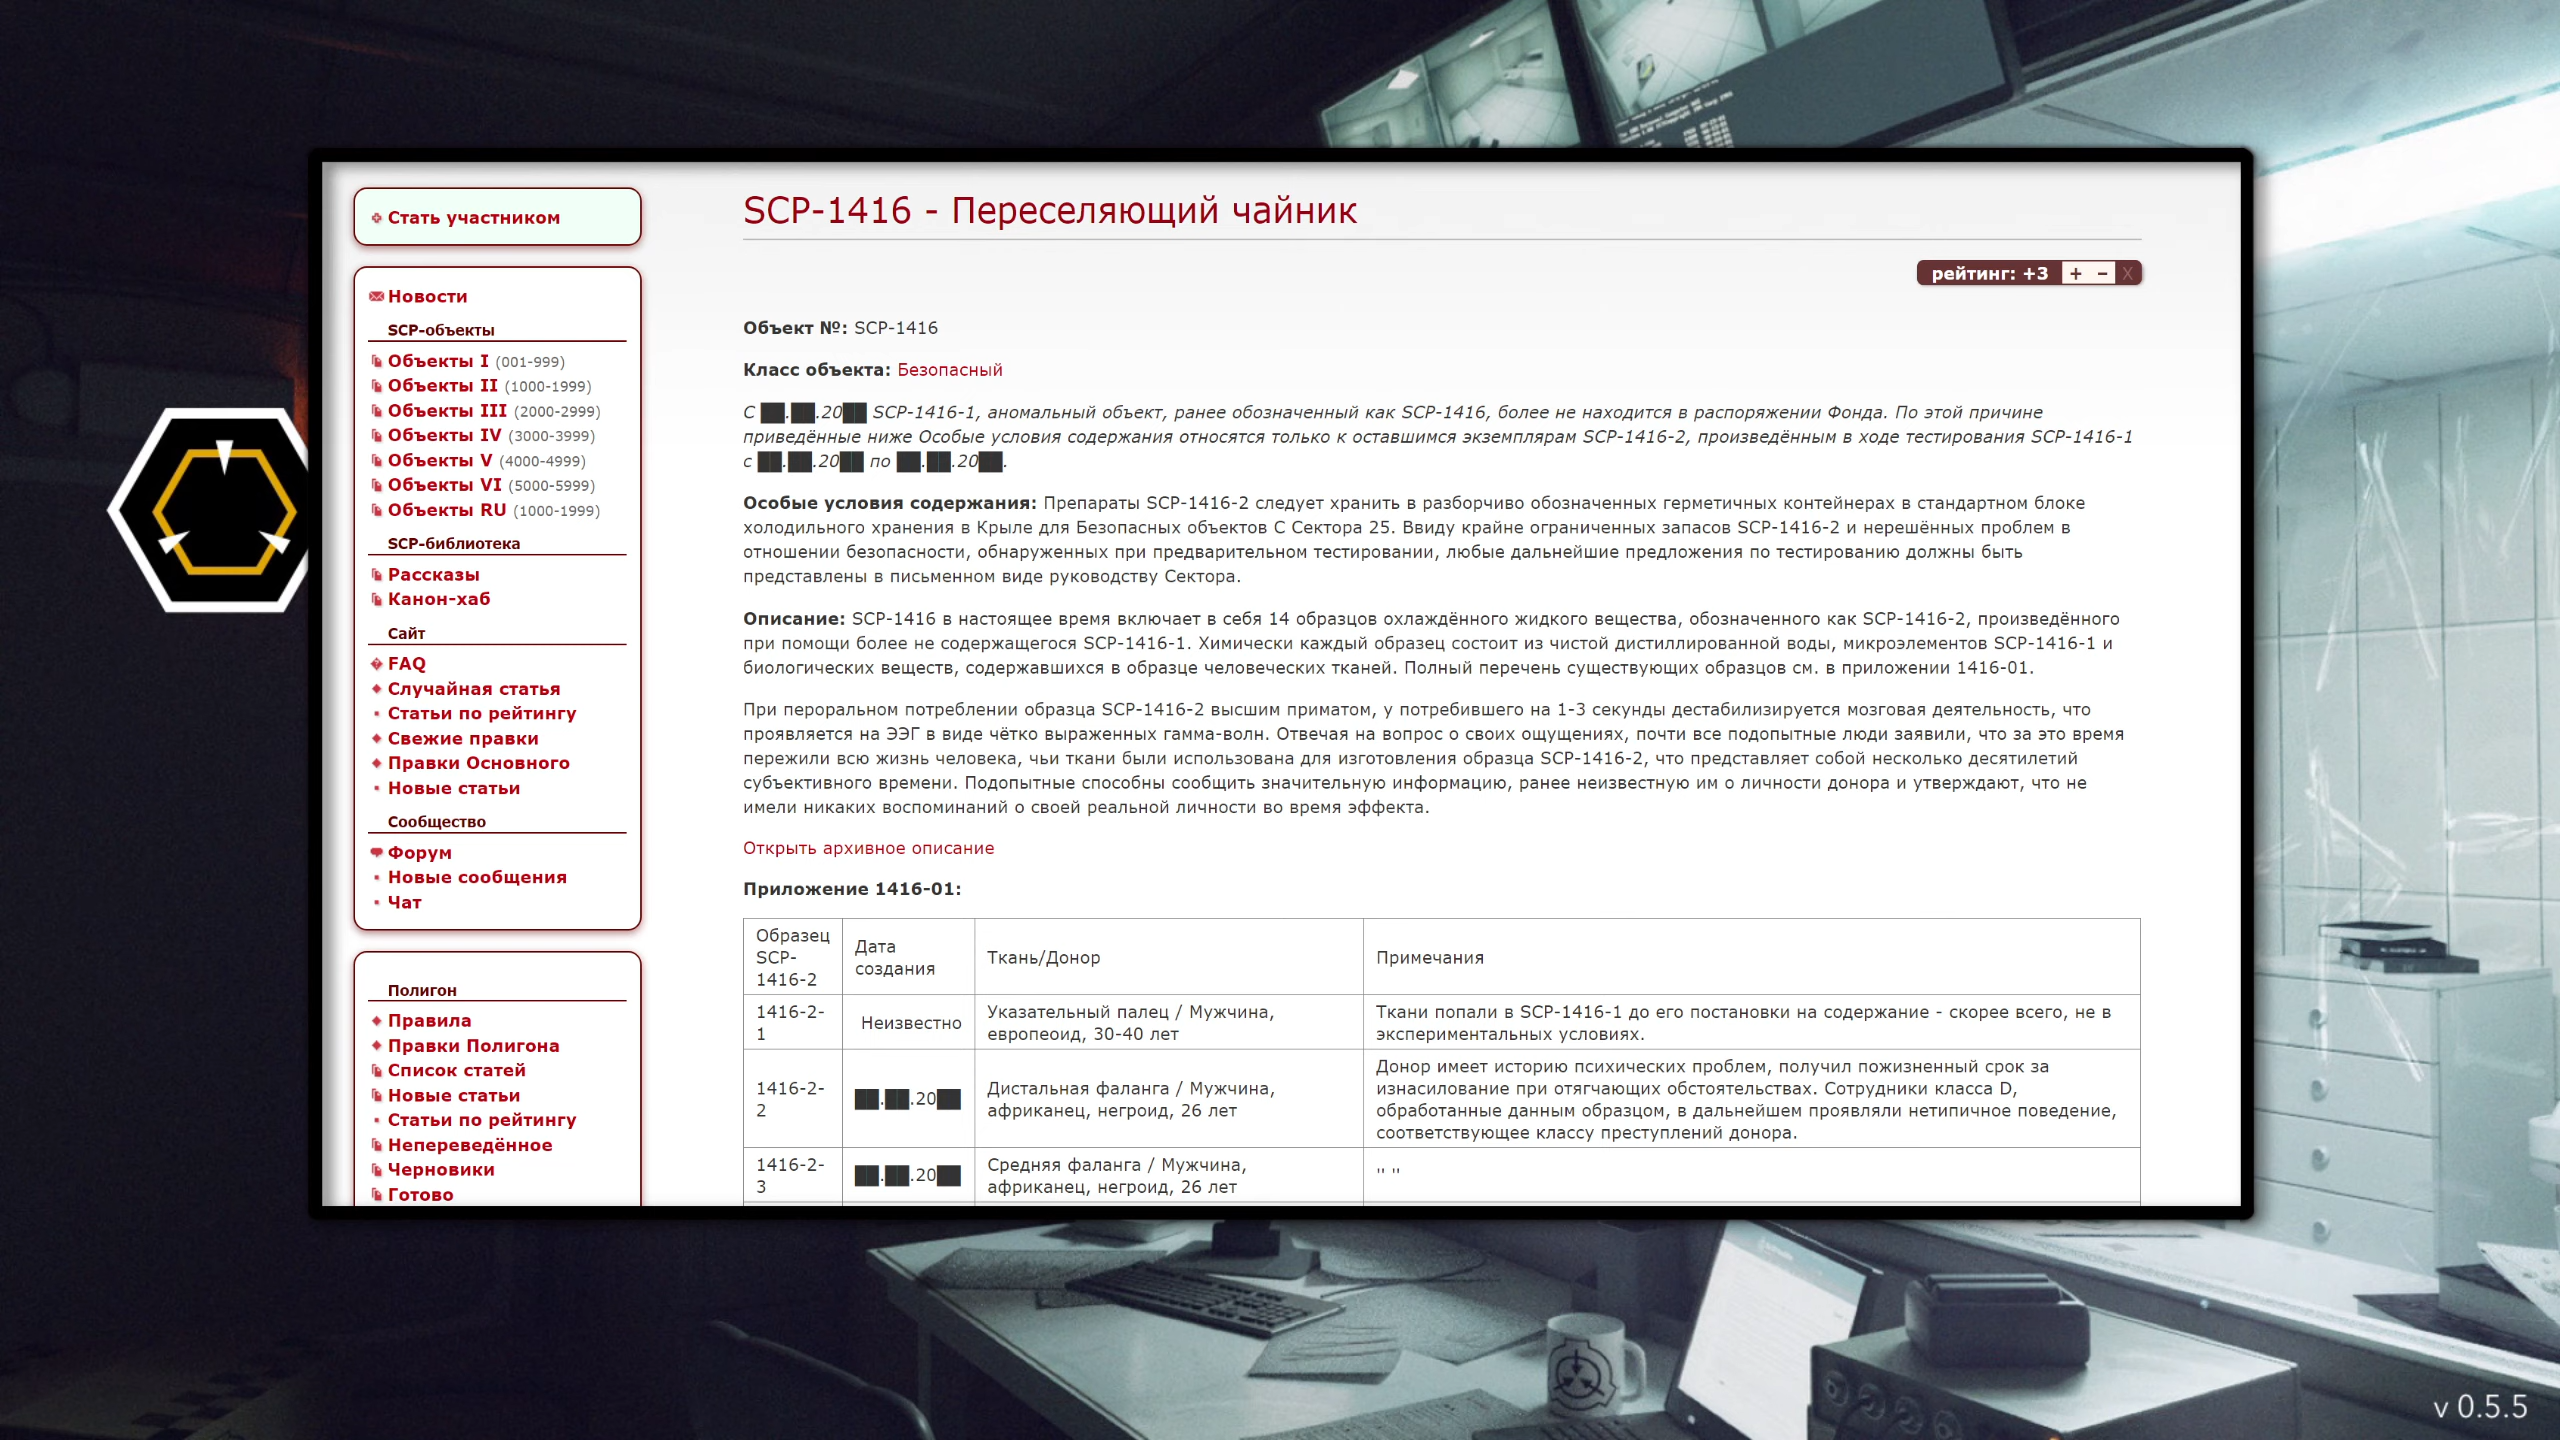 Стать участником
Новости
SCP-объекты
Объекты I (001-999)
Объекты II (1000-1999)
Объекты III (2000-2999)
Объекты IV (3000-3999)
Объекты V (4000-4999)
Объекты VI (5000-5999)
Объекты RU (1000-1999)
SCP-библиотека
Рассказы
Канон-хаб
Сайт
FAQ
Случайная статья
Статьи по рейтингу
Свежие правки
Правки Основного
Новые статьи
Сообщество
Форум
Новые сообщения
Чат
Полигон
Правила
Правки Полигона
Список статей
Новые статьи
Статьи по рейтингу
Непереведённое
Черновики
Готово
SCP-1416 - Переселяющий чайник
рейтинг: +3 + – X
Объект №: SCP-1416
Класс объекта: Безопасный
С ██.██.20██ SCP-1416-1, аномальный объект, ранее обозначенный как SCP-1416, более не находится в распоряжении Фонда. По этой причине
приведённые ниже Особые условия содержания относятся только к оставшимся экземплярам SCP-1416-2, произведённым в ходе тестирования SCP-1416-1
с ██.██.20██ по ██.██.20██.
Особые условия содержания: Препараты SCP-1416-2 следует хранить в разборчиво обозначенных герметичных контейнерах в стандартном блоке
холодильного хранения в Крыле для Безопасных объектов C Сектора 25. Ввиду крайне ограниченных запасов SCP-1416-2 и нерешённых проблем в
отношении безопасности, обнаруженных при предварительном тестировании, любые дальнейшие предложения по тестированию должны быть
представлены в письменном виде руководству Сектора.
Описание: SCP-1416 в настоящее время включает в себя 14 образцов охлаждённого жидкого вещества, обозначенного как SCP-1416-2, произведённого
при помощи более не содержащегося SCP-1416-1. Химически каждый образец состоит из чистой дистиллированной воды, микроэлементов SCP-1416-1 и
биологических веществ, содержавшихся в образце человеческих тканей. Полный перечень существующих образцов см. в приложении 1416-01.
При пероральном потреблении образца SCP-1416-2 высшим приматом, у потребившего на 1-3 секунды дестабилизируется мозговая деятельность, что
проявляется на ЭЭГ в виде чётко выраженных гамма-волн. Отвечая на вопрос о своих ощущениях, почти все подопытные люди заявили, что за это время
пережили всю жизнь человека, чьи ткани были использована для изготовления образца SCP-1416-2, что представляет собой несколько десятилетий
субъективного времени. Подопытные способны сообщить значительную информацию, ранее неизвестную им о личности донора и утверждают, что не
имели никаких воспоминаний о своей реальной личности во время эффекта.
Открыть архивное описание
Приложение 1416-01:
Образец
SCP-
1416-2
Дата
создания
Ткань/Донор
Примечания
1416-2-
1
Неизвестно
Указательный палец / Мужчина,
европеоид, 30-40 лет
Ткани попали в SCP-1416-1 до его постановки на содержание - скорее всего, не в
экспериментальных условиях.
1416-2-
2
██.██.20██
Дистальная фаланга / Мужчина,
африканец, негроид, 26 лет
Донор имеет историю психических проблем, получил пожизненный срок за
изнасилование при отягчающих обстоятельствах. Сотрудники класса D,
обработанные данным образцом, в дальнейшем проявляли нетипичное поведение,
соответствующее классу преступлений донора.
1416-2-
3
██.██.20██
Средняя фаланга / Мужчина,
африканец, негроид, 26 лет
'' ''
v 0.5.5